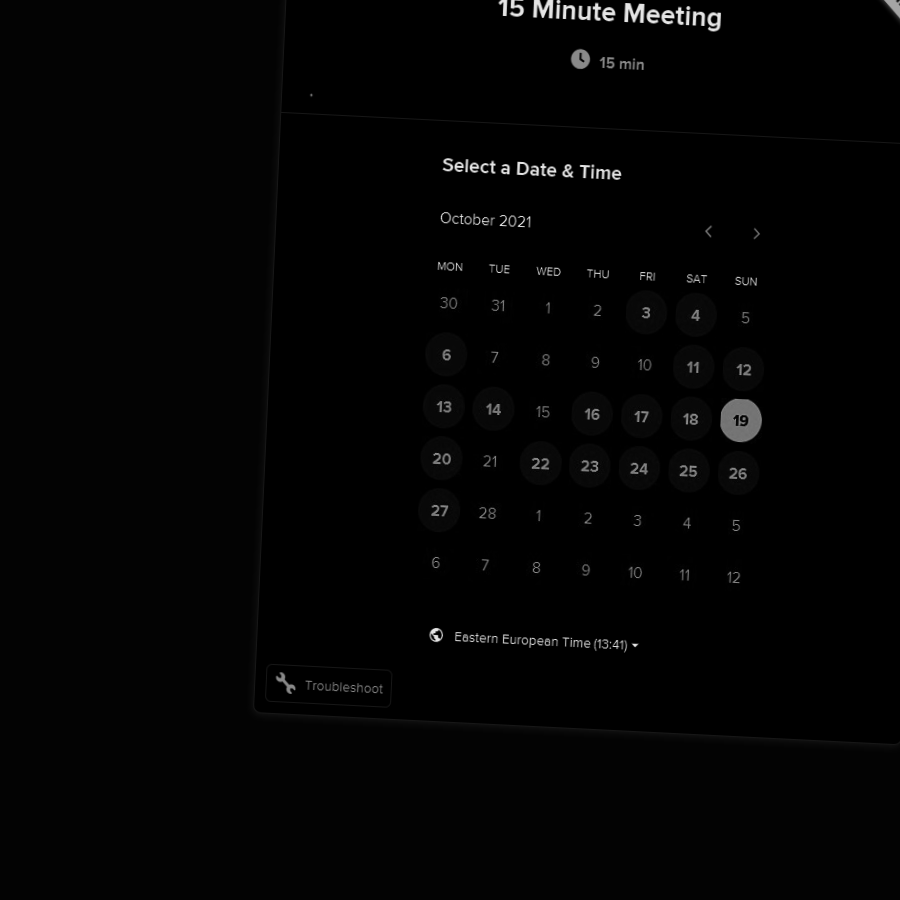 15 Minute Meeting
15 min
Select a Date & Time
October 2021
MON TUE WED THU FRI SAT SUN
30 31 1 2 3 4 5
6 7 8 9 10 11 12
13 14 15 16 17 18 19
20 21 22 23 24 25 26
27 28 1 2 3 4 5
6 7 8 9 10 11 12
Eastern European Time (13:41)
Troubleshoot